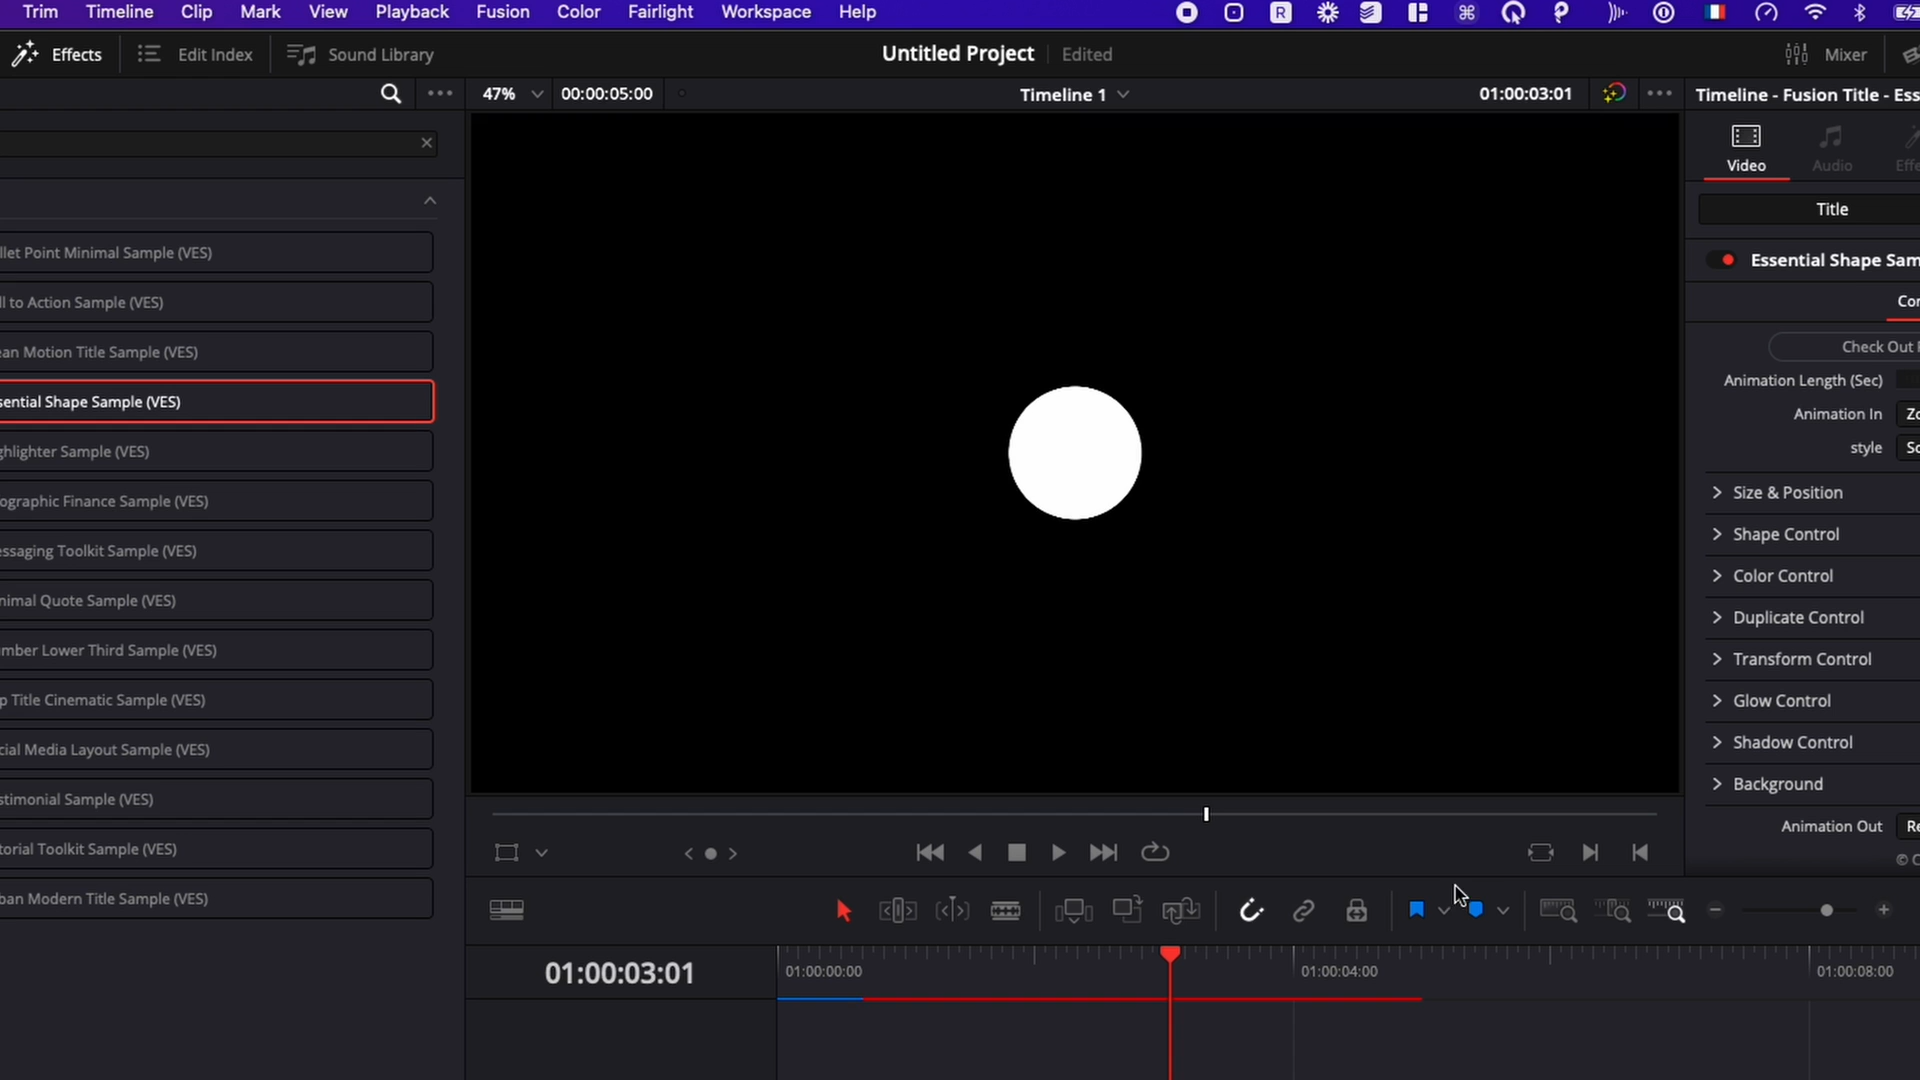 Trim Timeline Clip Mark View Playback Fusion Color Fairlight Workspace Help
Effects Edit Index Sound Library Untitled Project Edited Mixer
47% 00:00:05:00 Timeline 1 01:00:03:01 Timeline - Fusion Title - Ess
Video Audio Effe
Title
Essential Shape Sam
Con
Check Out F
Animation Length (Sec)
Animation In Zo
style Sc
Size & Position
Shape Control
Color Control
Duplicate Control
Transform Control
Glow Control
Shadow Control
Background
Animation Out Re
© C
llet Point Minimal Sample (VES)
ll to Action Sample (VES)
ean Motion Title Sample (VES)
sential Shape Sample (VES)
ghlighter Sample (VES)
ographic Finance Sample (VES)
essaging Toolkit Sample (VES)
nimal Quote Sample (VES)
mber Lower Third Sample (VES)
p Title Cinematic Sample (VES)
cial Media Layout Sample (VES)
stimonial Sample (VES)
torial Toolkit Sample (VES)
ban Modern Title Sample (VES)
01:00:03:01 01:00:00:00 01:00:04:00 01:00:08:00